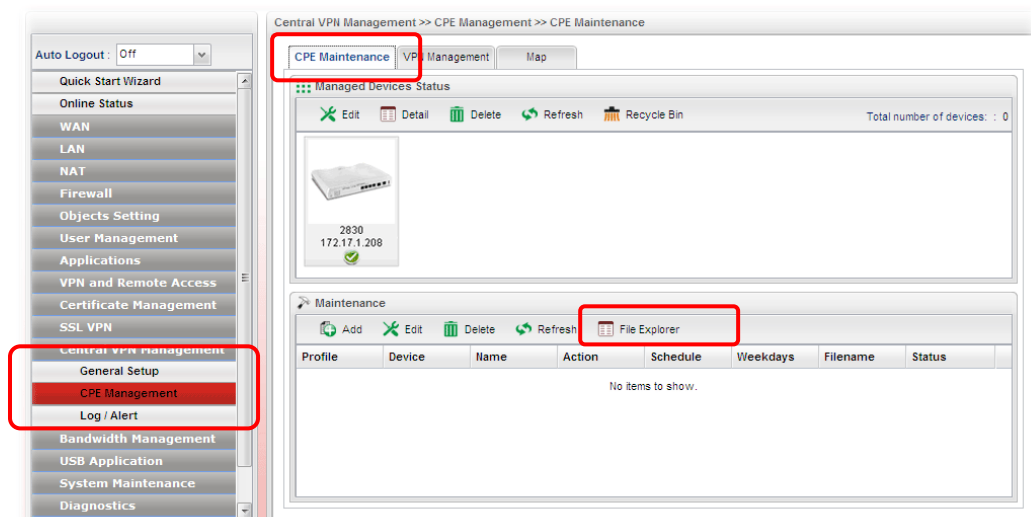 Central VPN Management >> CPE Management >> CPE Maintenance
Auto Logout : Off
Quick Start Wizard
Online Status
WAN
LAN
NAT
Firewall
Objects Setting
User Management
Applications
VPN and Remote Access
Certificate Management
SSL VPN
Central VPN Management
General Setup
CPE Management
Log / Alert
Bandwidth Management
USB Application
System Maintenance
Diagnostics
CPE Maintenance VPN Management Map
Managed Devices Status
Edit Detail Delete Refresh Recycle Bin Total number of devices: : 0
2830
172.17.1.208
Maintenance
Add Edit Delete Refresh File Explorer
Profile Device Name Action Schedule Weekdays Filename Status
No items to show.